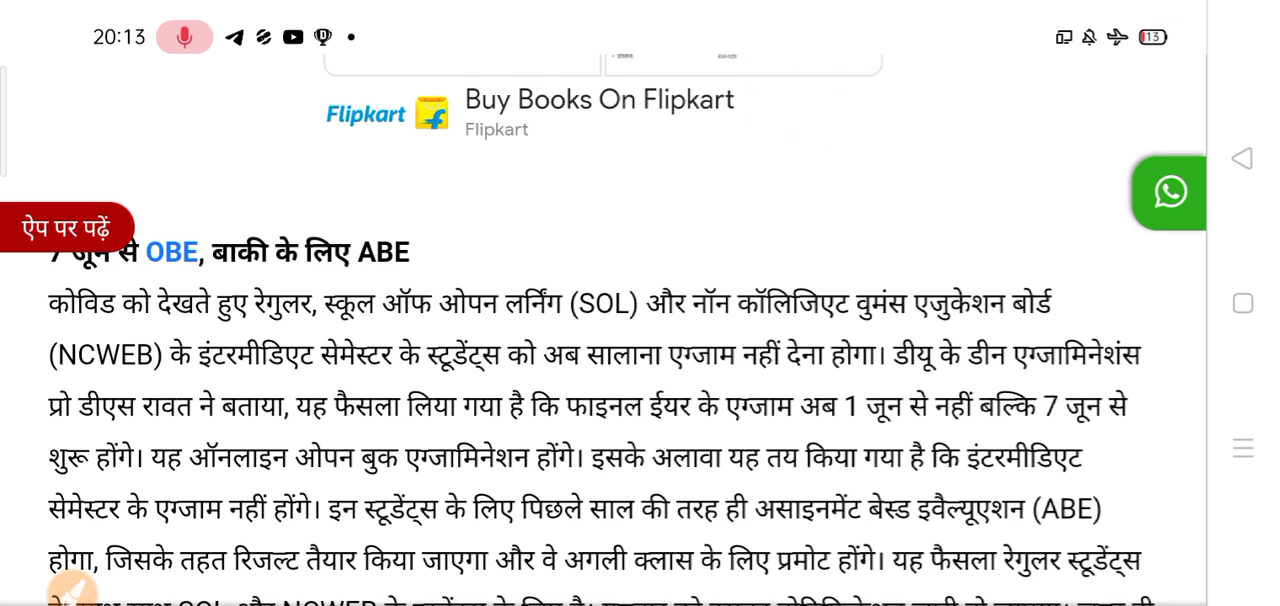 20:13
13
Flipkart
Buy Books On Flipkart
Flipkart
ऐप पर पढ़ें
7 जून से OBE, बाकी के लिए ABE
कोविड को देखते हुए रेगुलर, स्कूल ऑफ ओपन लर्निंग (SOL) और नॉन कॉलिजिएट वुमंस एजुकेशन बोर्ड
(NCWEB) के इंटरमीडिएट सेमेस्टर के स्टूडेंट्स को अब सालाना एग्जाम नहीं देना होगा। डीयू के डीन एग्जामिनेशंस
प्रो डीएस रावत ने बताया, यह फैसला लिया गया है कि फाइनल ईयर के एग्जाम अब 1 जून से नहीं बल्कि 7 जून से
शुरू होंगे। यह ऑनलाइन ओपन बुक एग्जामिनेशन होंगे। इसके अलावा यह तय किया गया है कि इंटरमीडिएट
सेमेस्टर के एग्जाम नहीं होंगे। इन स्टूडेंट्स के लिए पिछले साल की तरह ही असाइनमेंट बेस्ड इवैल्यूएशन (ABE)
होगा, जिसके तहत रिजल्ट तैयार किया जाएगा और वे अगली क्लास के लिए प्रमोट होंगे। यह फैसला रेगुलर स्टूडेंट्स